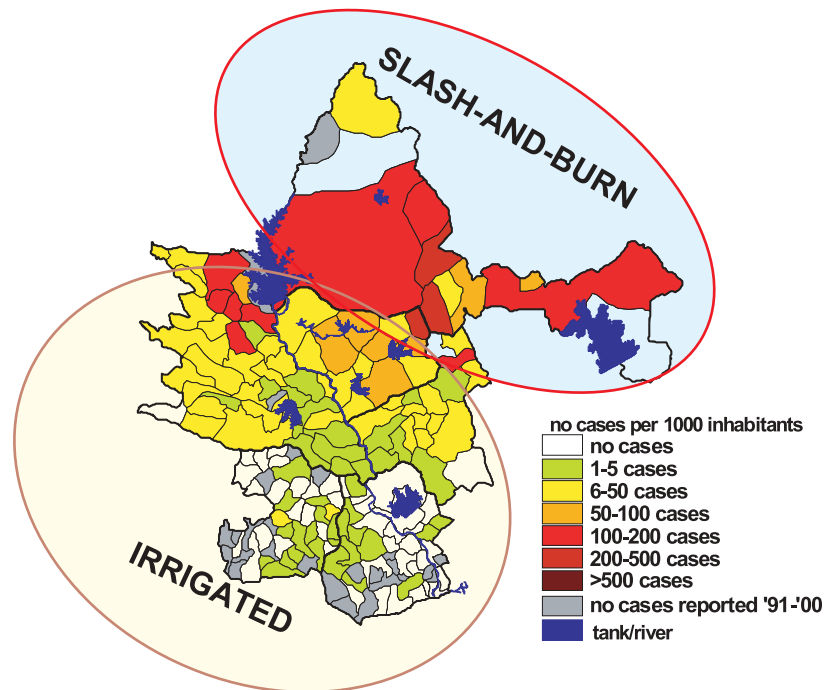 SLASH-AND-BURN
IRRIGATED
no cases per 1000 inhabitants
no cases
1-5 cases
6-50 cases
50-100 cases
100-200 cases
200-500 cases
>500 cases
no cases reported '91-'00
tank/river